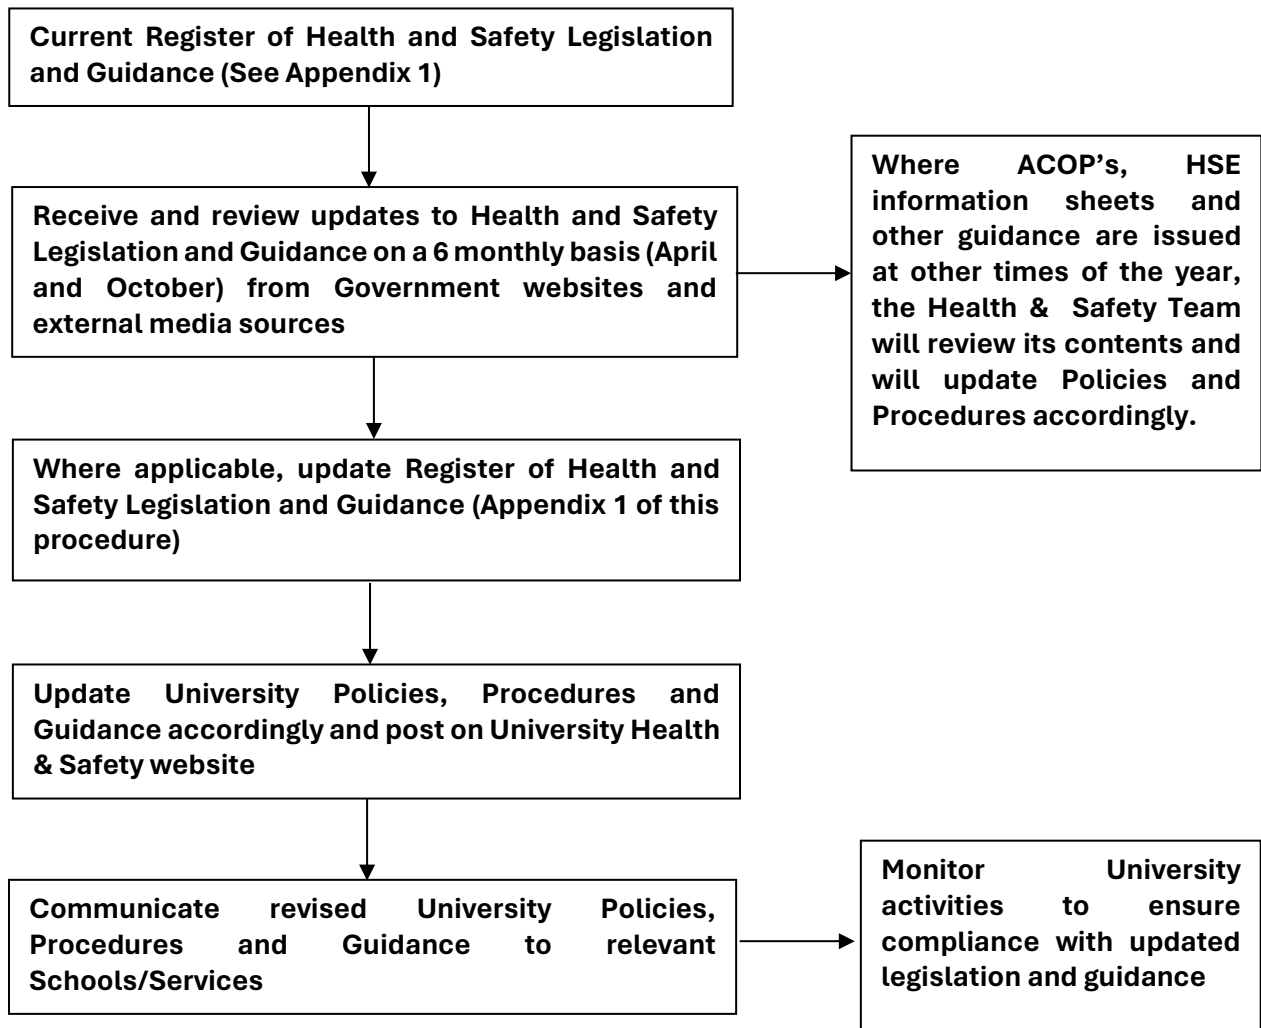 Current Register of Health and Safety Legislation
and Guidance (See Appendix 1)
Receive and review updates to Health and Safety
Legislation and Guidance on a 6 monthly basis (April
and October) from Government websites and
external media sources
Where ACOP’s, HSE
information sheets and
other guidance are issued
at other times of the year,
the Health & Safety Team
will review its contents and
will update Policies and
Procedures accordingly.
Where applicable, update Register of Health and
Safety Legislation and Guidance (Appendix 1 of this
procedure)
Update University Policies, Procedures and
Guidance accordingly and post on University Health
& Safety website
Communicate revised University Policies,
Procedures and Guidance to relevant
Schools/Services
Monitor University
activities to ensure
compliance with updated
legislation and guidance